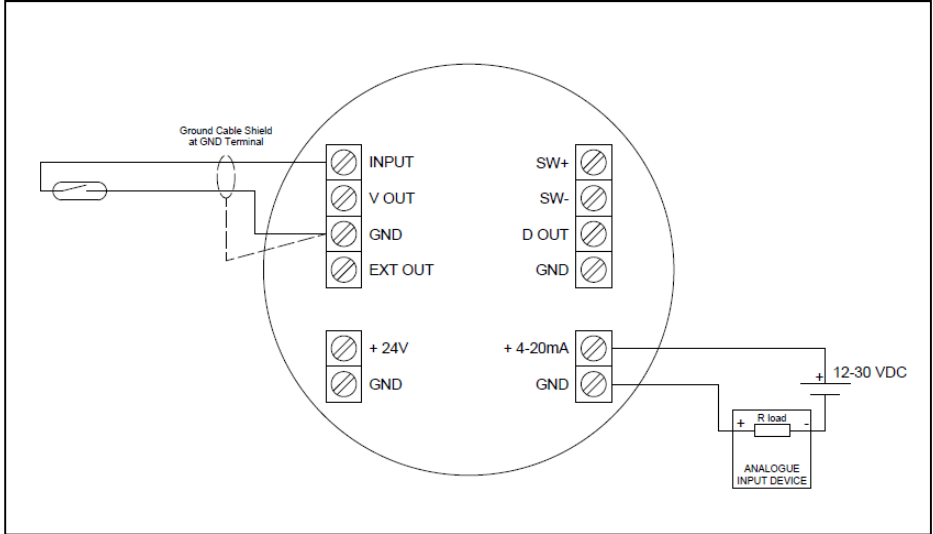 Ground Cable Shield
at GND Terminal
INPUT
V OUT
GND
EXT OUT
SW+
SW-
D OUT
GND
+ 24V
GND
+ 4-20mA
GND
+
12-30 VDC
+
R load
-
ANALOGUE
INPUT DEVICE